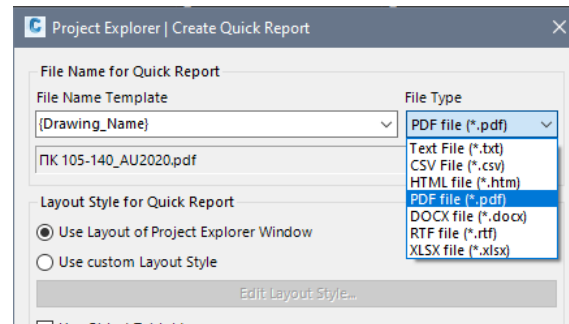 Project Explorer | Create Quick Report
File Name for Quick Report
File Name Template
File Type
{Drawing_Name}
PDF file (*.pdf)
ПК 105-140_AU2020.pdf
Text File (*.txt)
CSV File (*.csv)
HTML file (*.htm)
PDF file (*.pdf)
DOCX file (*.docx)
RTF file (*.rtf)
XLSX file (*.xlsx)
Layout Style for Quick Report
Use Layout of Project Explorer Window
Use custom Layout Style
Edit Layout Style...